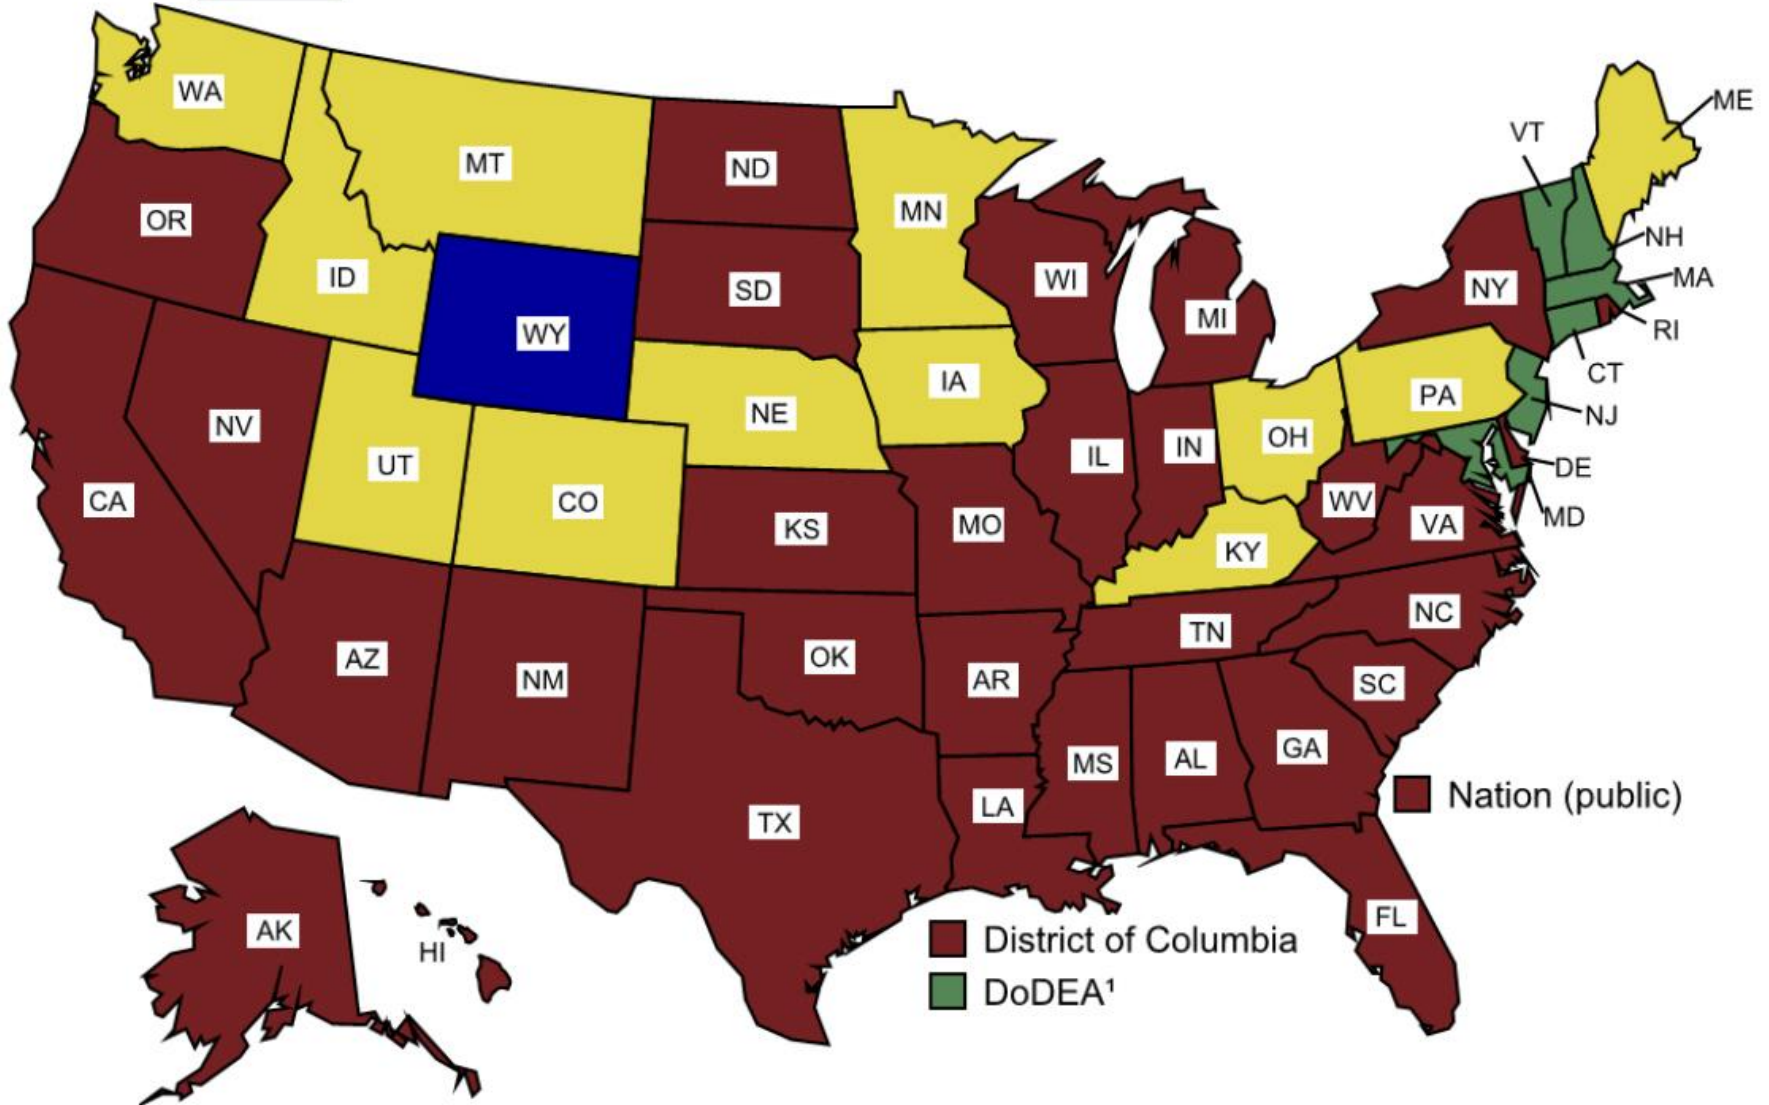 WA
MT
ND
MN
ME
VT
OR
ID
SD
WI
MI
NY
NH
MA
RI
WY
CT
NV
UT
NE
IA
PA
NJ
CA
CO
KS
MO
IL
IN
OH
WV
VA
DE
MD
KY
AZ
NM
OK
AR
TN
NC
SC
TX
LA
MS
AL
GA
Nation (public)
AK
HI
FL
District of Columbia
DoDEA¹